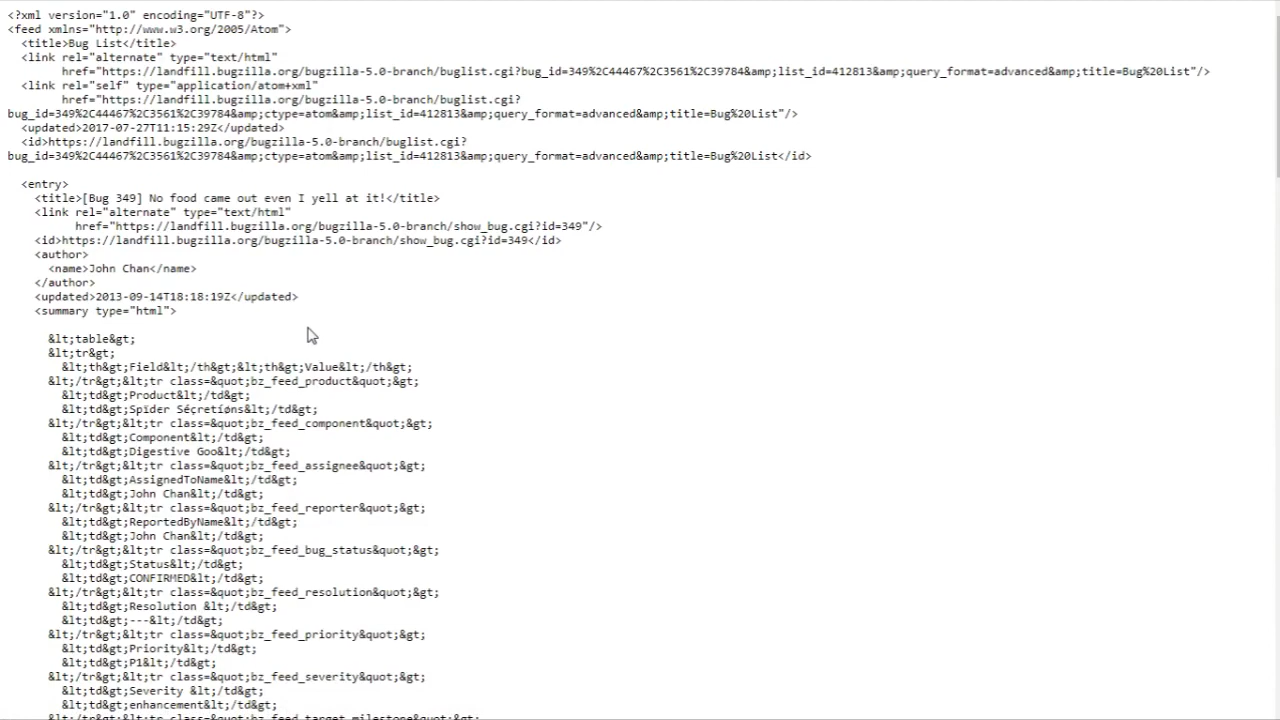 <?xml version="1.0" encoding="UTF-8"?>
<feed xmlns="http://www.w3.org/2005/Atom">
<title>Bug List</title>
<link rel="alternate" type="text/html"
href="https://landfill.bugzilla.org/bugzilla-5.0-branch/buglist.cgi?bug_id=349%2C44467%2C3561%2C39784&amp;list_id=412813&amp;query_format=advanced&amp;title=Bug%20List"/>
<link rel="self" type="application/atom+xml"
href="https://landfill.bugzilla.org/bugzilla-5.0-branch/buglist.cgi?
bug_id=349%2C44467%2C3561%2C39784&amp;ctype=atom&amp;list_id=412813&amp;query_format=advanced&amp;title=Bug%20List"/>
<updated>2017-07-27T11:15:29Z</updated>
<id>https://landfill.bugzilla.org/bugzilla-5.0-branch/buglist.cgi?
bug_id=349%2C44467%2C3561%2C39784&amp;ctype=atom&amp;list_id=412813&amp;query_format=advanced&amp;title=Bug%20List</id>
<entry>
<title>[Bug 349] No food came out even I yell at it!</title>
<link rel="alternate" type="text/html"
href="https://landfill.bugzilla.org/bugzilla-5.0-branch/show_bug.cgi?id=349"/>
<id>https://landfill.bugzilla.org/bugzilla-5.0-branch/show_bug.cgi?id=349</id>
<author>
<name>John Chan</name>
</author>
<updated>2013-09-14T18:18:19Z</updated>
<summary type="html">
&lt;table&gt;
&lt;tr&gt;
&lt;th&gt;Field&lt;/th&gt;&lt;th&gt;Value&lt;/th&gt;
&lt;/tr&gt;&lt;tr class=&quot;bz_feed_product&quot;&gt;
&lt;td&gt;Product&lt;/td&gt;
&lt;td&gt;Spïder Séçretíøns&lt;/td&gt;
&lt;/tr&gt;&lt;tr class=&quot;bz_feed_component&quot;&gt;
&lt;td&gt;Component&lt;/td&gt;
&lt;td&gt;Digestive Goo&lt;/td&gt;
&lt;/tr&gt;&lt;tr class=&quot;bz_feed_assignee&quot;&gt;
&lt;td&gt;AssignedToName&lt;/td&gt;
&lt;td&gt;John Chan&lt;/td&gt;
&lt;/tr&gt;&lt;tr class=&quot;bz_feed_reporter&quot;&gt;
&lt;td&gt;ReportedByName&lt;/td&gt;
&lt;td&gt;John Chan&lt;/td&gt;
&lt;/tr&gt;&lt;tr class=&quot;bz_feed_bug_status&quot;&gt;
&lt;td&gt;Status&lt;/td&gt;
&lt;td&gt;CONFIRMED&lt;/td&gt;
&lt;/tr&gt;&lt;tr class=&quot;bz_feed_resolution&quot;&gt;
&lt;td&gt;Resolution &lt;/td&gt;
&lt;td&gt;---&lt;/td&gt;
&lt;/tr&gt;&lt;tr class=&quot;bz_feed_priority&quot;&gt;
&lt;td&gt;Priority&lt;/td&gt;
&lt;td&gt;P1&lt;/td&gt;
&lt;/tr&gt;&lt;tr class=&quot;bz_feed_severity&quot;&gt;
&lt;td&gt;Severity &lt;/td&gt;
&lt;td&gt;enhancement&lt;/td&gt;
&lt;/tr&gt;&lt;tr class=&quot;bz_feed_target_milestone&quot;&gt;